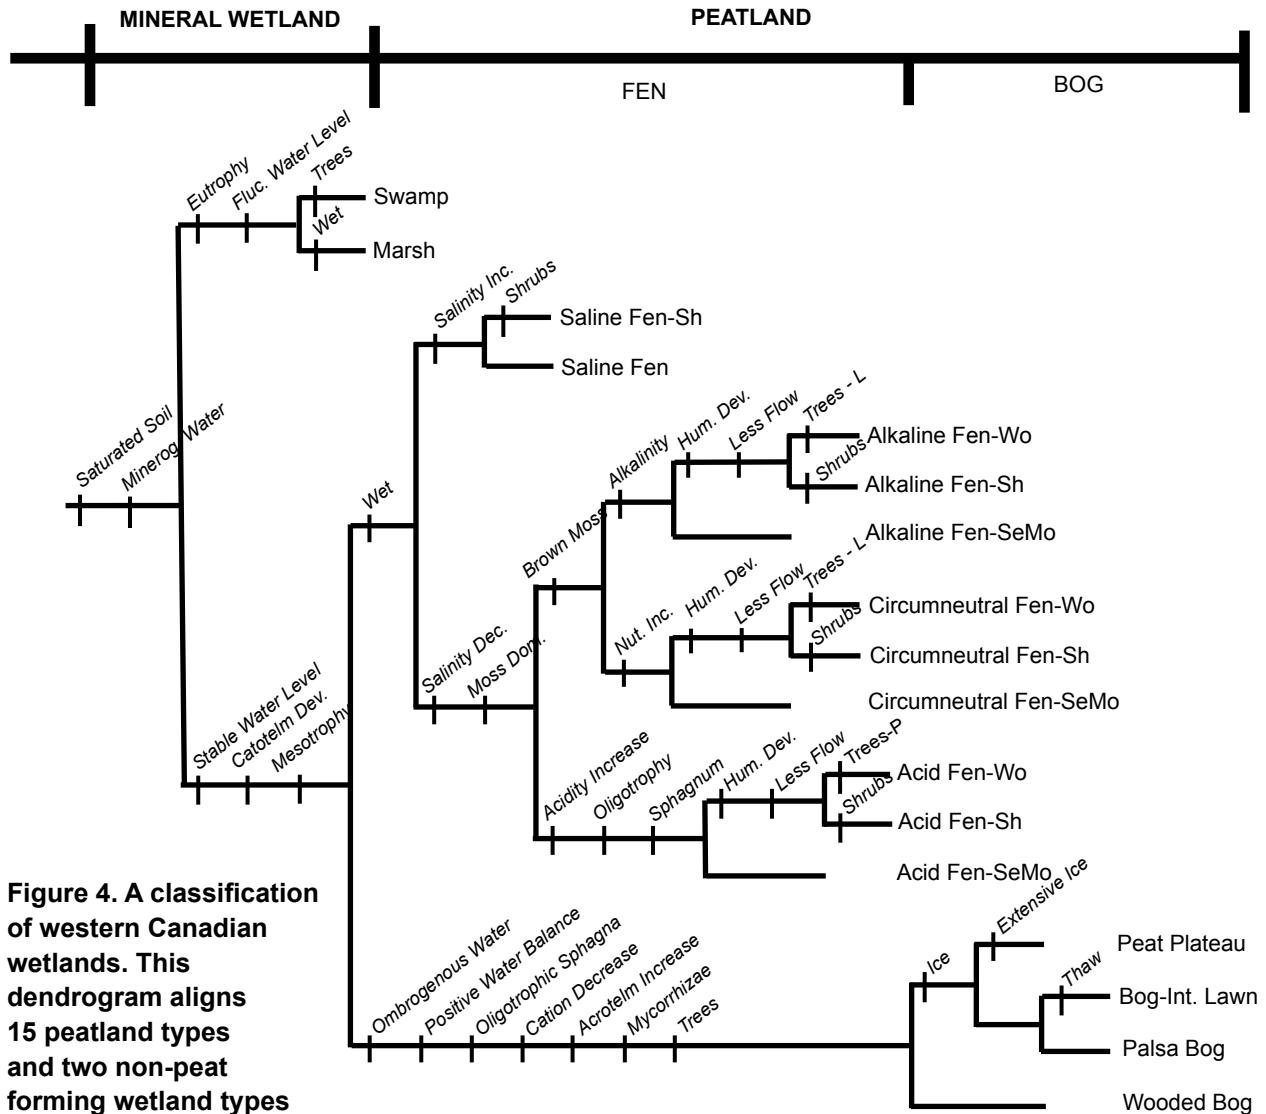 MINERAL WETLAND
PEATLAND
FEN
BOG
Eutrophy
Fluc. Water Level
Trees
Swamp
Wet
Marsh
Salinity Inc.
Shrubs
Saline Fen-Sh
Saline Fen
Saturated Soil
Minerog. Water
Wet
Alkalinity
Hum. Dev.
Less Flow
Trees - L
Alkaline Fen-Wo
Shrubs
Alkaline Fen-Sh
Alkaline Fen-SeMo
Brown Moss
Nut. Inc.
Hum. Dev.
Less Flow
Trees - L
Circumneutral Fen-Wo
Shrubs
Circumneutral Fen-Sh
Circumneutral Fen-SeMo
Salinity Dec.
Moss Dom.
Stable Water Level
Catotelm Dev.
Mesotrophy
Acidity Increase
Oligotrophy
Sphagnum
Hum. Dev.
Less Flow
Trees-P
Acid Fen-Wo
Shrubs
Acid Fen-Sh
Acid Fen-SeMo
Ombrogenous Water
Positive Water Balance
Oligotrophic Sphagna
Cation Decrease
Acrotelm Increase
Mycorrhizae
Trees
Ice
Extensive Ice
Peat Plateau
Thaw
Bog-Int. Lawn
Palsa Bog
Wooded Bog
Figure 4. A classification
of western Canadian
wetlands. This
dendrogram aligns
15 peatland types
and two non-peat
forming wetland types